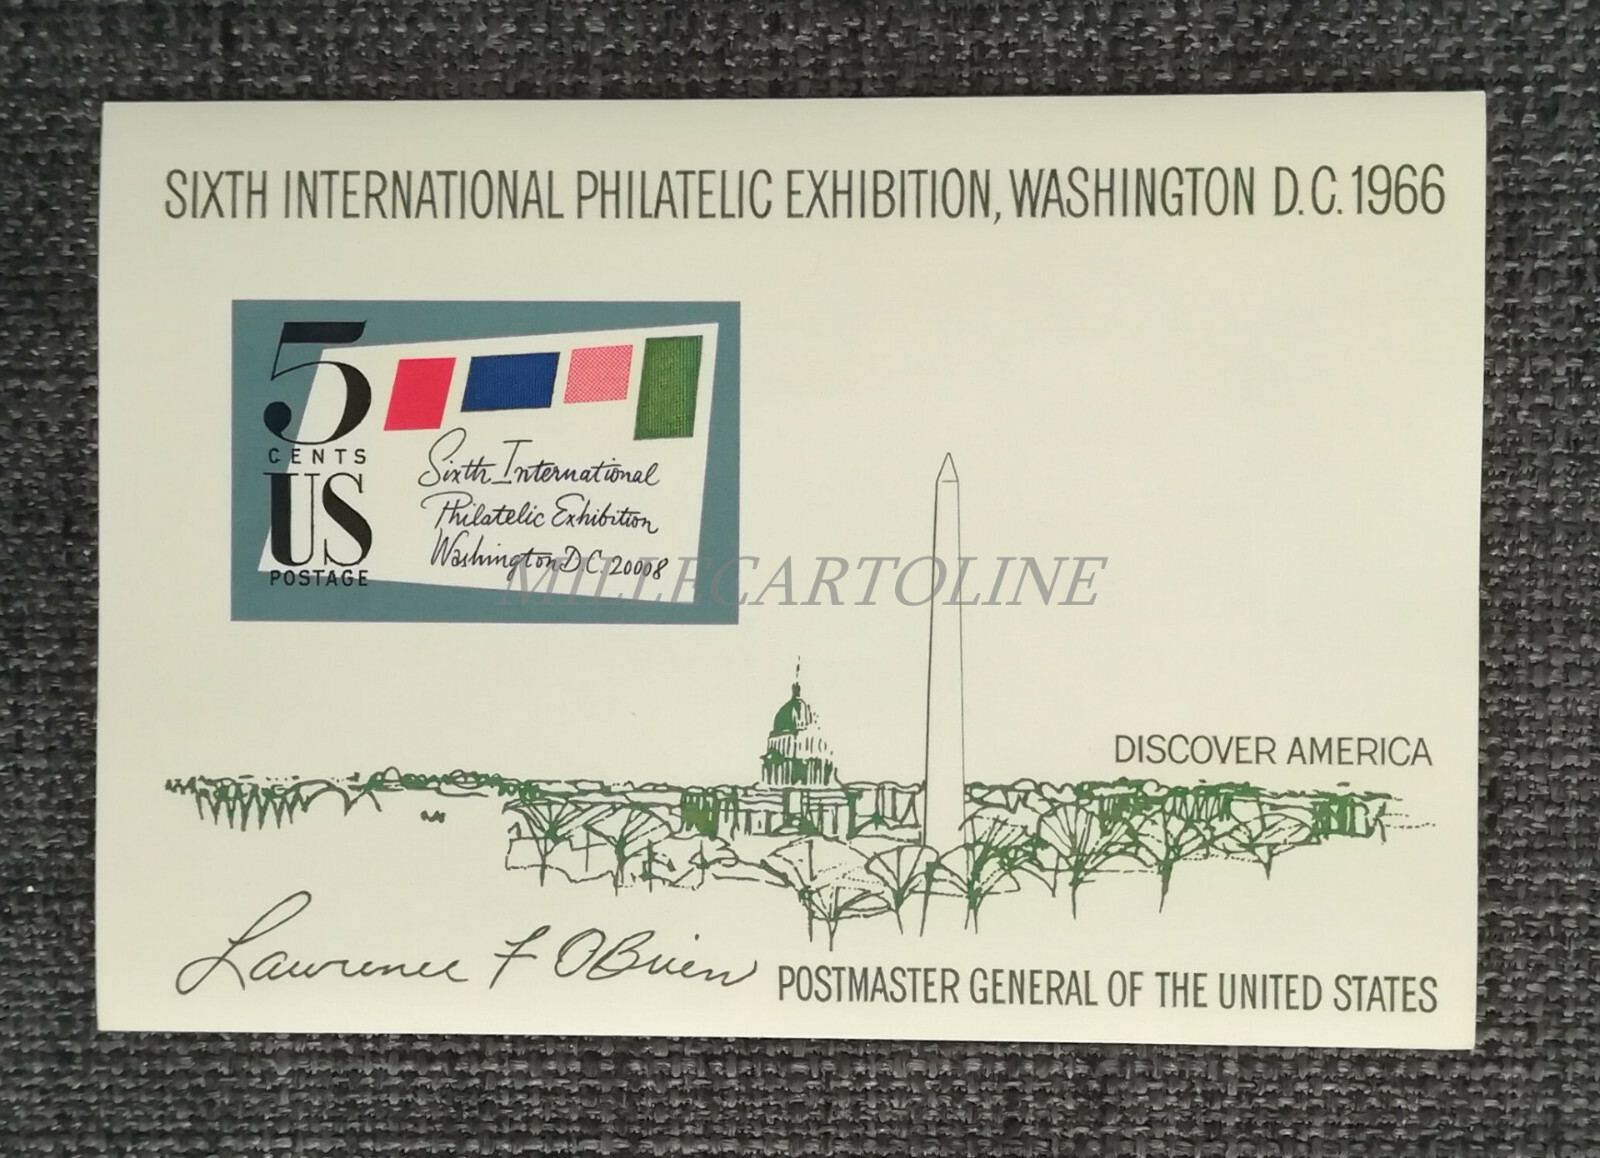 SIXTH INTERNATIONAL PHILATELIC EXHIBITION, WASHINGTON D.C. 1966
5
CENTS
US
POSTAGE
Sixth International
Philatelic Exhibition
Washington D.C. 20008
MILLECARTOLINE
DISCOVER AMERICA
Lawrence F O'Brien POSTMASTER GENERAL OF THE UNITED STATES